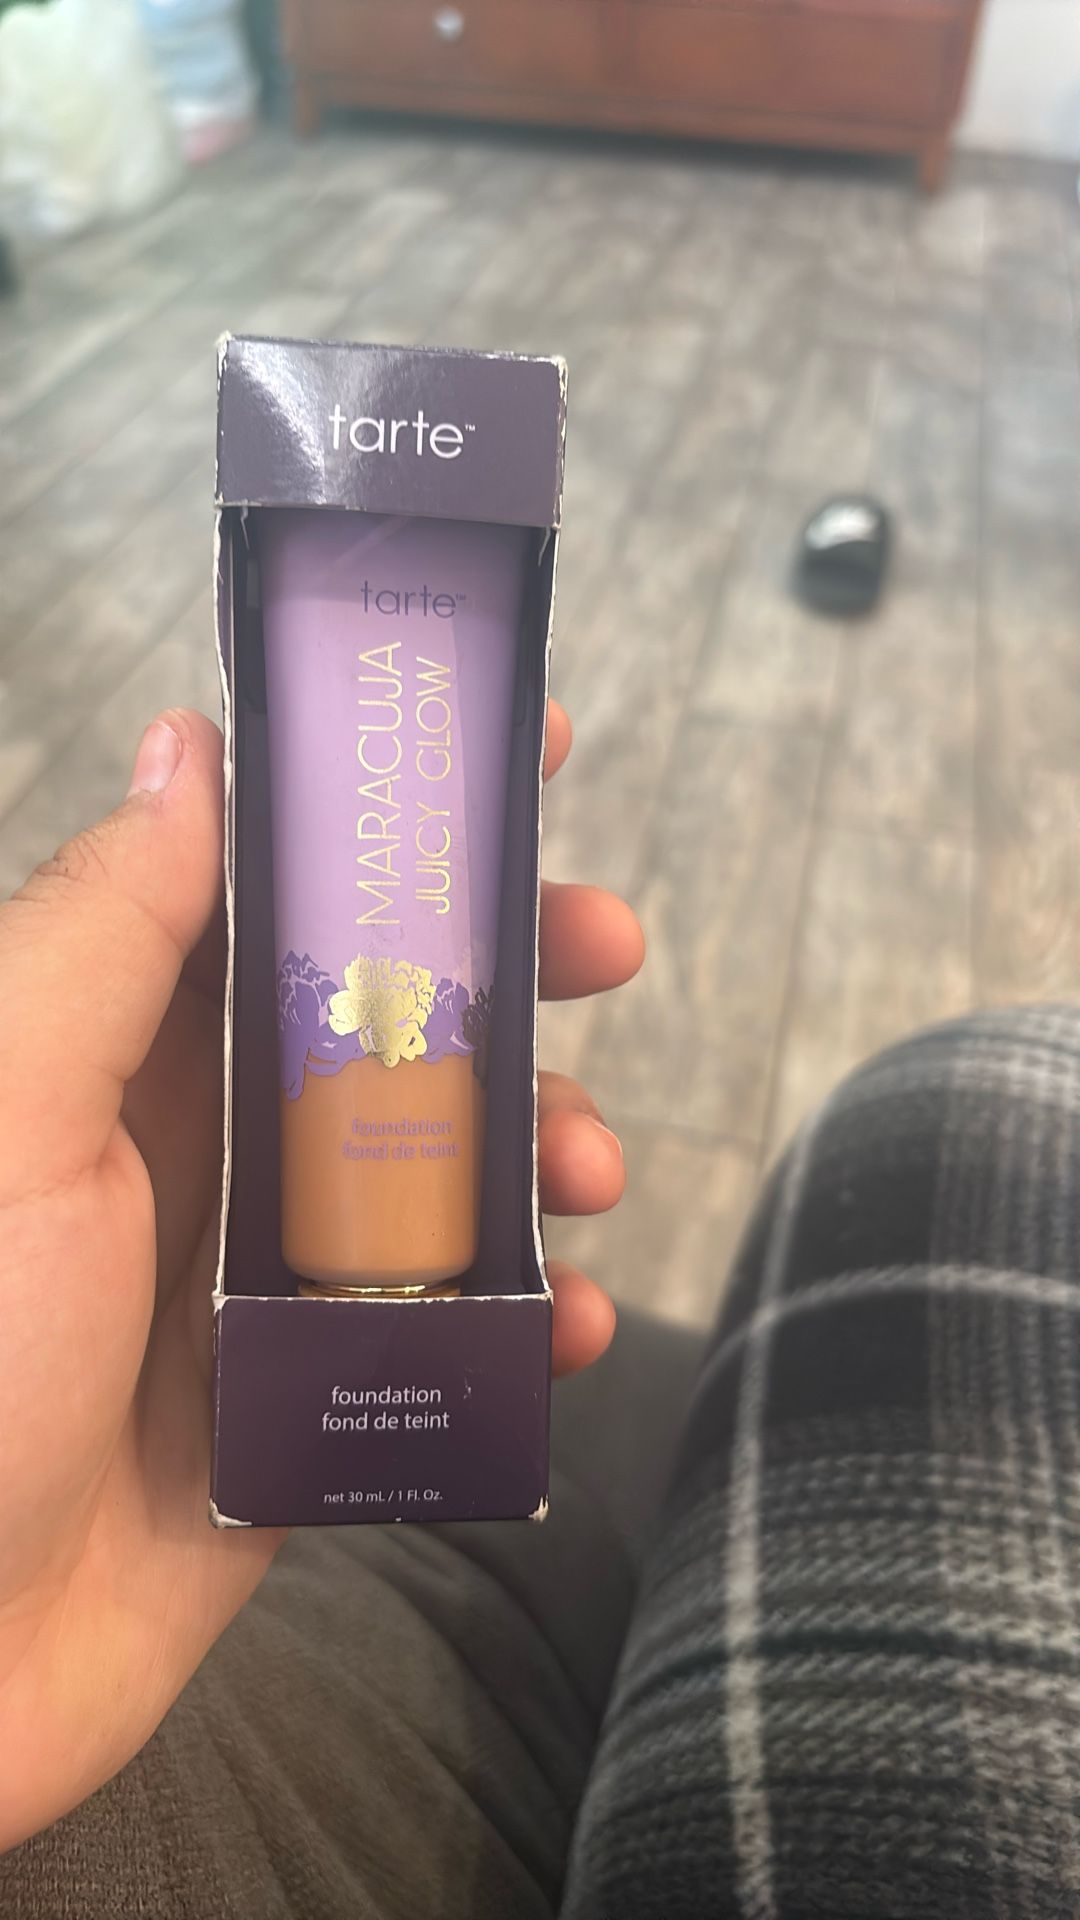 tarte™
tarte™
MARACUJA
JUICY GLOW
foundation
fond de teint
foundation
fond de teint
net 30 mL / 1 Fl. Oz.